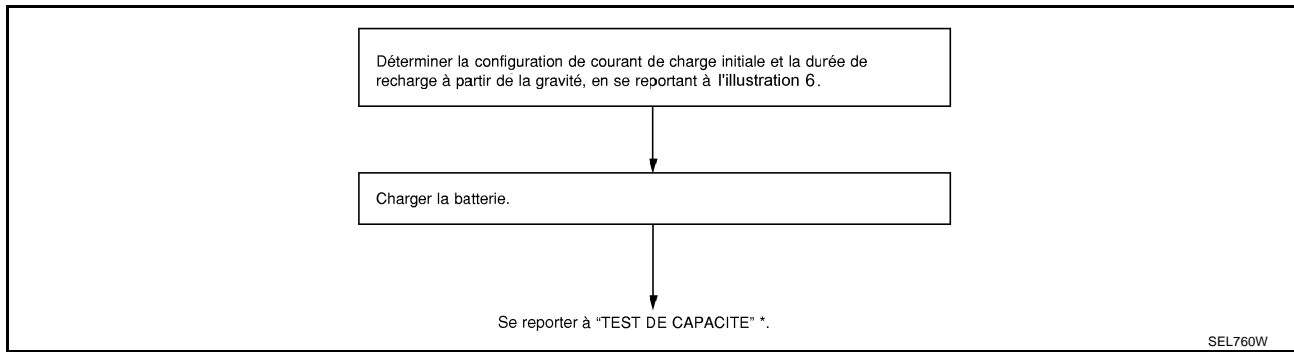 Déterminer la configuration de courant de charge initiale et la durée de
recharge à partir de la gravité, en se reportant à l'illustration 6.
Charger la batterie.
Se reporter à “TEST DE CAPACITE” *.
SEL760W